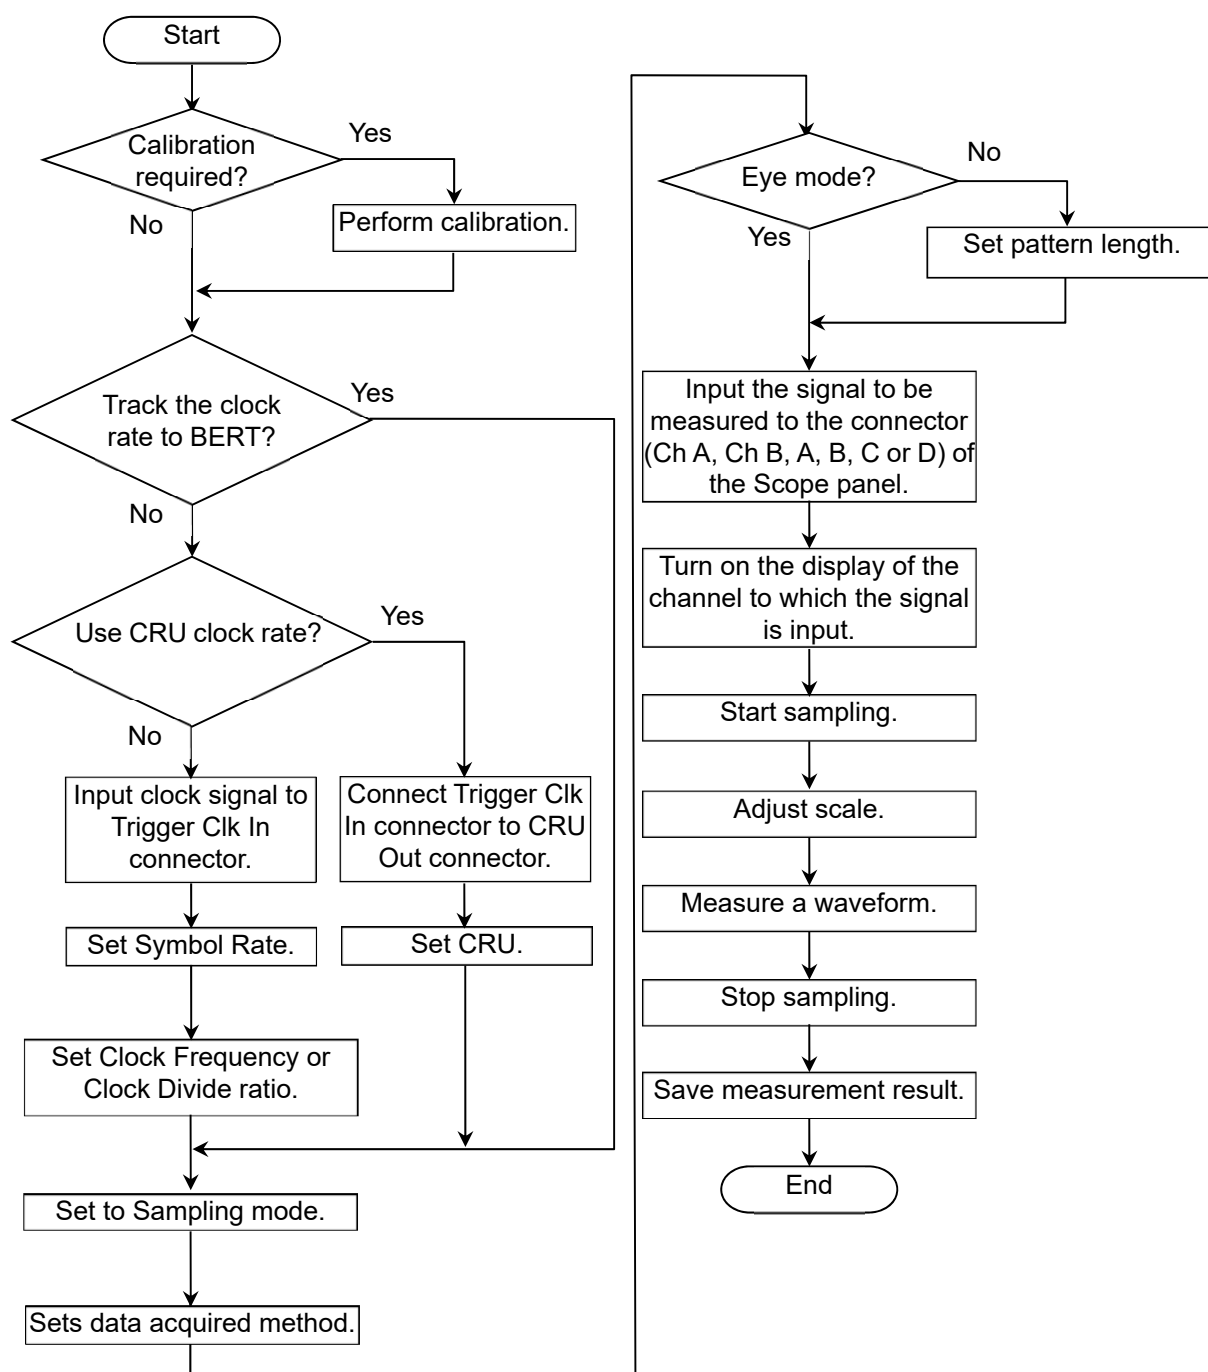 Start
Calibration
required?
Yes
No
Perform calibration.
Track the clock
rate to BERT?
Yes
No
Use CRU clock rate?
Yes
No
Input clock signal to
Trigger Clk In
connector.
Connect Trigger Clk
In connector to CRU
Out connector.
Set Symbol Rate.
Set CRU.
Set Clock Frequency or
Clock Divide ratio.
Set to Sampling mode.
Sets data acquired method.
Eye mode?
No
Yes
Set pattern length.
Input the signal to be
measured to the connector
(Ch A, Ch B, A, B, C or D) of
the Scope panel.
Turn on the display of the
channel to which the signal
is input.
Start sampling.
Adjust scale.
Measure a waveform.
Stop sampling.
Save measurement result.
End